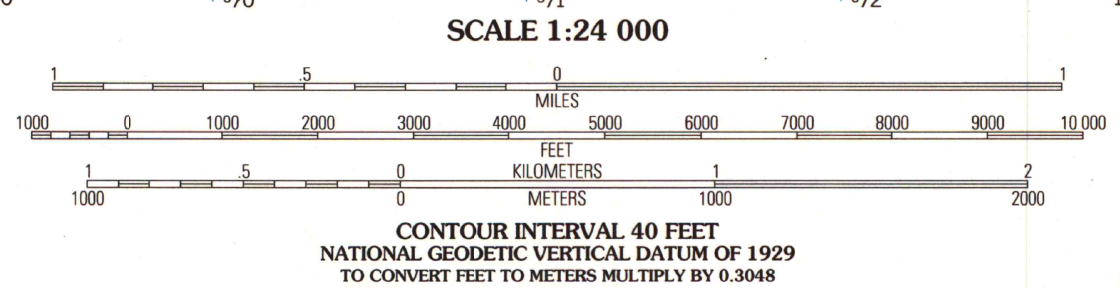 SCALE 1:24 000
1 .5 0 1
MILES
1000 0 1000 2000 3000 4000 5000 6000 7000 8000 9000 10 000
FEET
1 .5 0 KILOMETERS 1 2
1000 0 METERS 1000 2000
CONTOUR INTERVAL 40 FEET
NATIONAL GEODETIC VERTICAL DATUM OF 1929
TO CONVERT FEET TO METERS MULTIPLY BY 0.3048